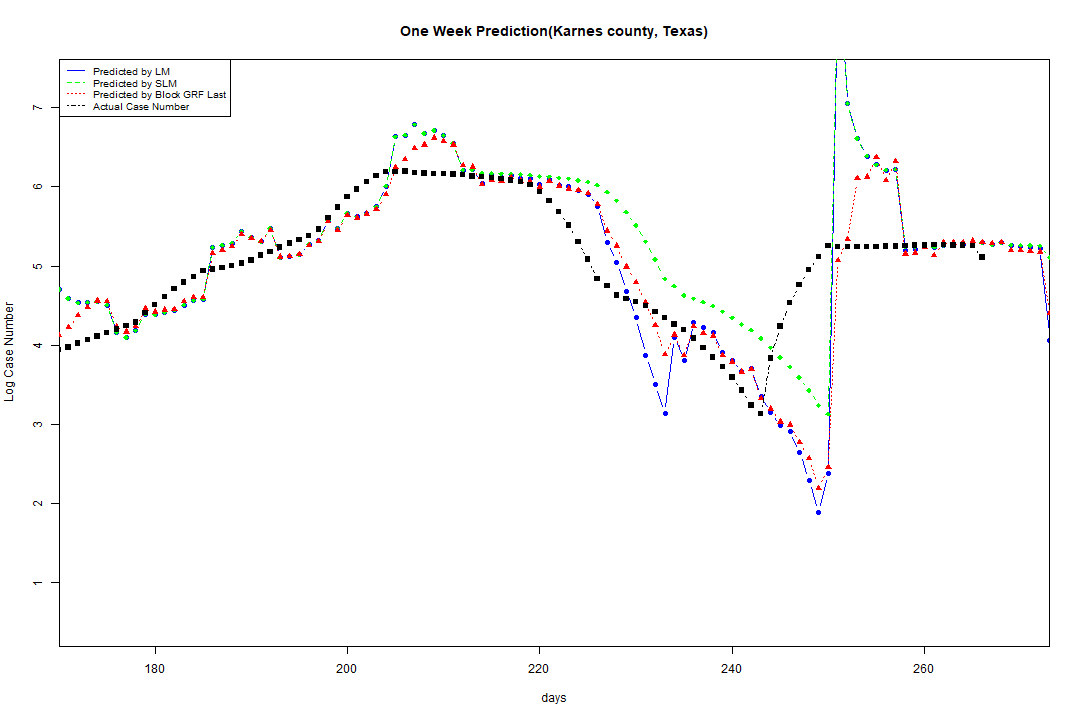 One Week Prediction(Karnes county, Texas)
Predicted by LM
Predicted by SLM
Predicted by Block GRF Last
Actual Case Number
7
6
5
4
3
2
1
Log Case Number
180
200
220
240
260
days